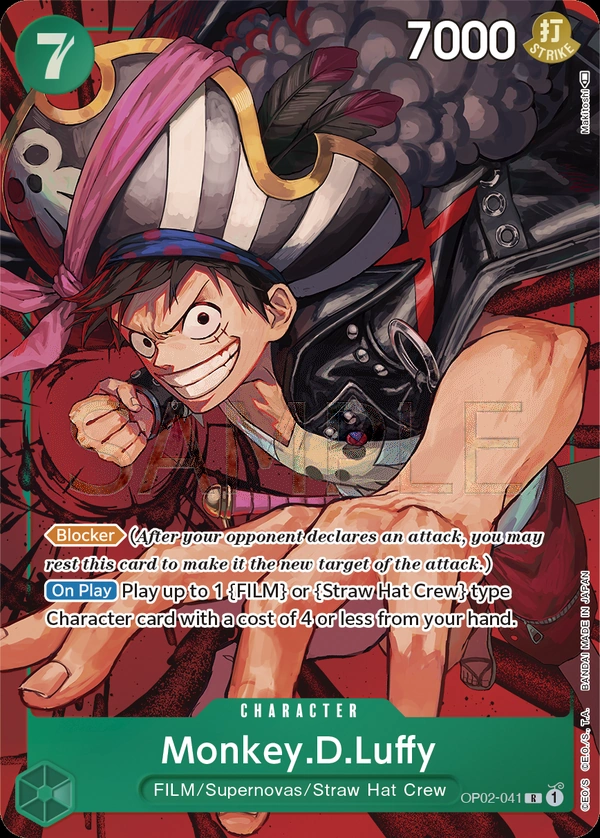 7
7000
打
STRIKE
Makitoshi
SAMPLE
Blocker (After your opponent declares an attack, you may
rest this card to make it the new target of the attack.)
On Play Play up to 1 {FILM} or {Straw Hat Crew} type
Character card with a cost of 4 or less from your hand.
©EO/S ©E.O./S., T.A. BANDAI MADE IN JAPAN
CHARACTER
Monkey.D.Luffy
FILM/Supernovas/Straw Hat Crew
OP02-041 R 1